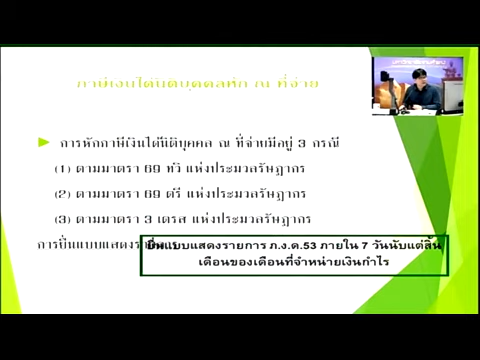 ภาษีเงินได้นิติบุคคลหัก ณ ที่จ่าย
การหักภาษีเงินได้นิติบุคคล ณ ที่จ่ายมีอยู่ 3 กรณี
(1) ตามมาตรา 69 ทวิ แห่งประมวลรัษฎากร
(2) ตามมาตรา 69 ตรี แห่งประมวลรัษฎากร
(3) ตามมาตรา 3 เตรส แห่งประมวลรัษฎากร
การยื่นแบบแสดง
ยื่นแบบแสดงรายการ ภ.ง.ด.53 ภายใน 7 วันนับแต่สิ้น
เดือนของเดือนที่จำหน่ายเงินกำไร